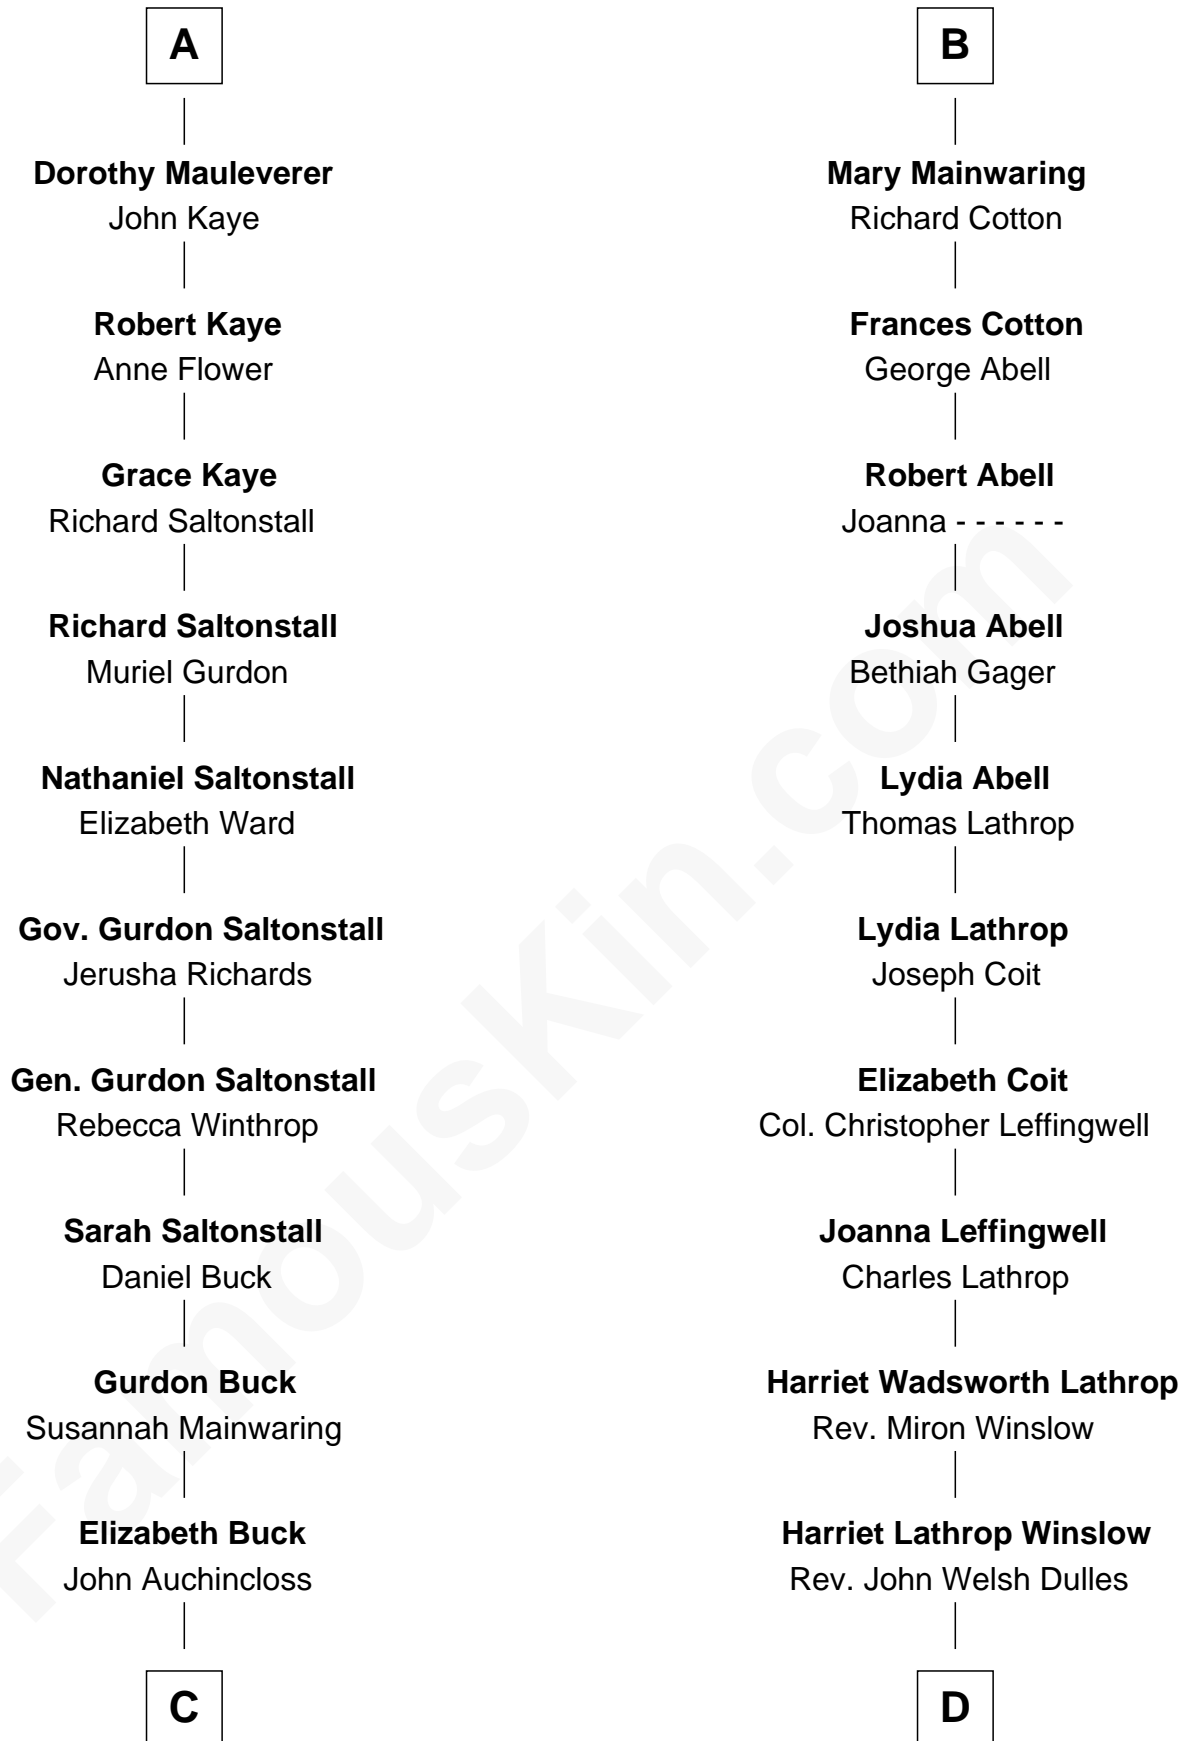 A
Dorothy Mauleverer
John Kaye
Robert Kaye
Anne Flower
Grace Kaye
Richard Saltonstall
Richard Saltonstall
Muriel Gurdon
Nathaniel Saltonstall
Elizabeth Ward
Gov. Gurdon Saltonstall
Jerusha Richards
Gen. Gurdon Saltonstall
Rebecca Winthrop
Sarah Saltonstall
Daniel Buck
Gurdon Buck
Susannah Mainwaring
Elizabeth Buck
John Auchincloss
C
B
Mary Mainwaring
Richard Cotton
Frances Cotton
George Abell
Robert Abell
Joanna - - - - - -
Joshua Abell
Bethiah Gager
Lydia Abell
Thomas Lathrop
Lydia Lathrop
Joseph Coit
Elizabeth Coit
Col. Christopher Leffingwell
Joanna Leffingwell
Charles Lathrop
Harriet Wadsworth Lathrop
Rev. Miron Winslow
Harriet Lathrop Winslow
Rev. John Welsh Dulles
D
FamousKin.com